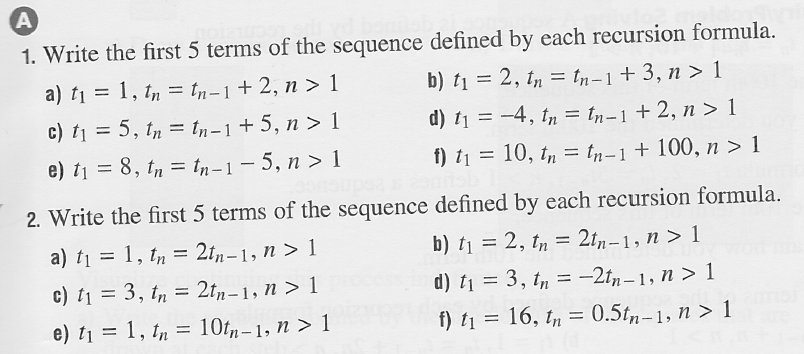 A
1. Write the first 5 terms of the sequence defined by each recursion formula.
a) t₁ = 1, tₙ = tₙ₋₁ + 2, n > 1 b) t₁ = 2, tₙ = tₙ₋₁ + 3, n > 1
c) t₁ = 5, tₙ = tₙ₋₁ + 5, n > 1 d) t₁ = −4, tₙ = tₙ₋₁ + 2, n > 1
e) t₁ = 8, tₙ = tₙ₋₁ − 5, n > 1 f) t₁ = 10, tₙ = tₙ₋₁ + 100, n > 1
2. Write the first 5 terms of the sequence defined by each recursion formula.
a) t₁ = 1, tₙ = 2tₙ₋₁, n > 1 b) t₁ = 2, tₙ = 2tₙ₋₁, n > 1
c) t₁ = 3, tₙ = 2tₙ₋₁, n > 1 d) t₁ = 3, tₙ = −2tₙ₋₁, n > 1
e) t₁ = 1, tₙ = 10tₙ₋₁, n > 1 f) t₁ = 16, tₙ = 0.5tₙ₋₁, n > 1